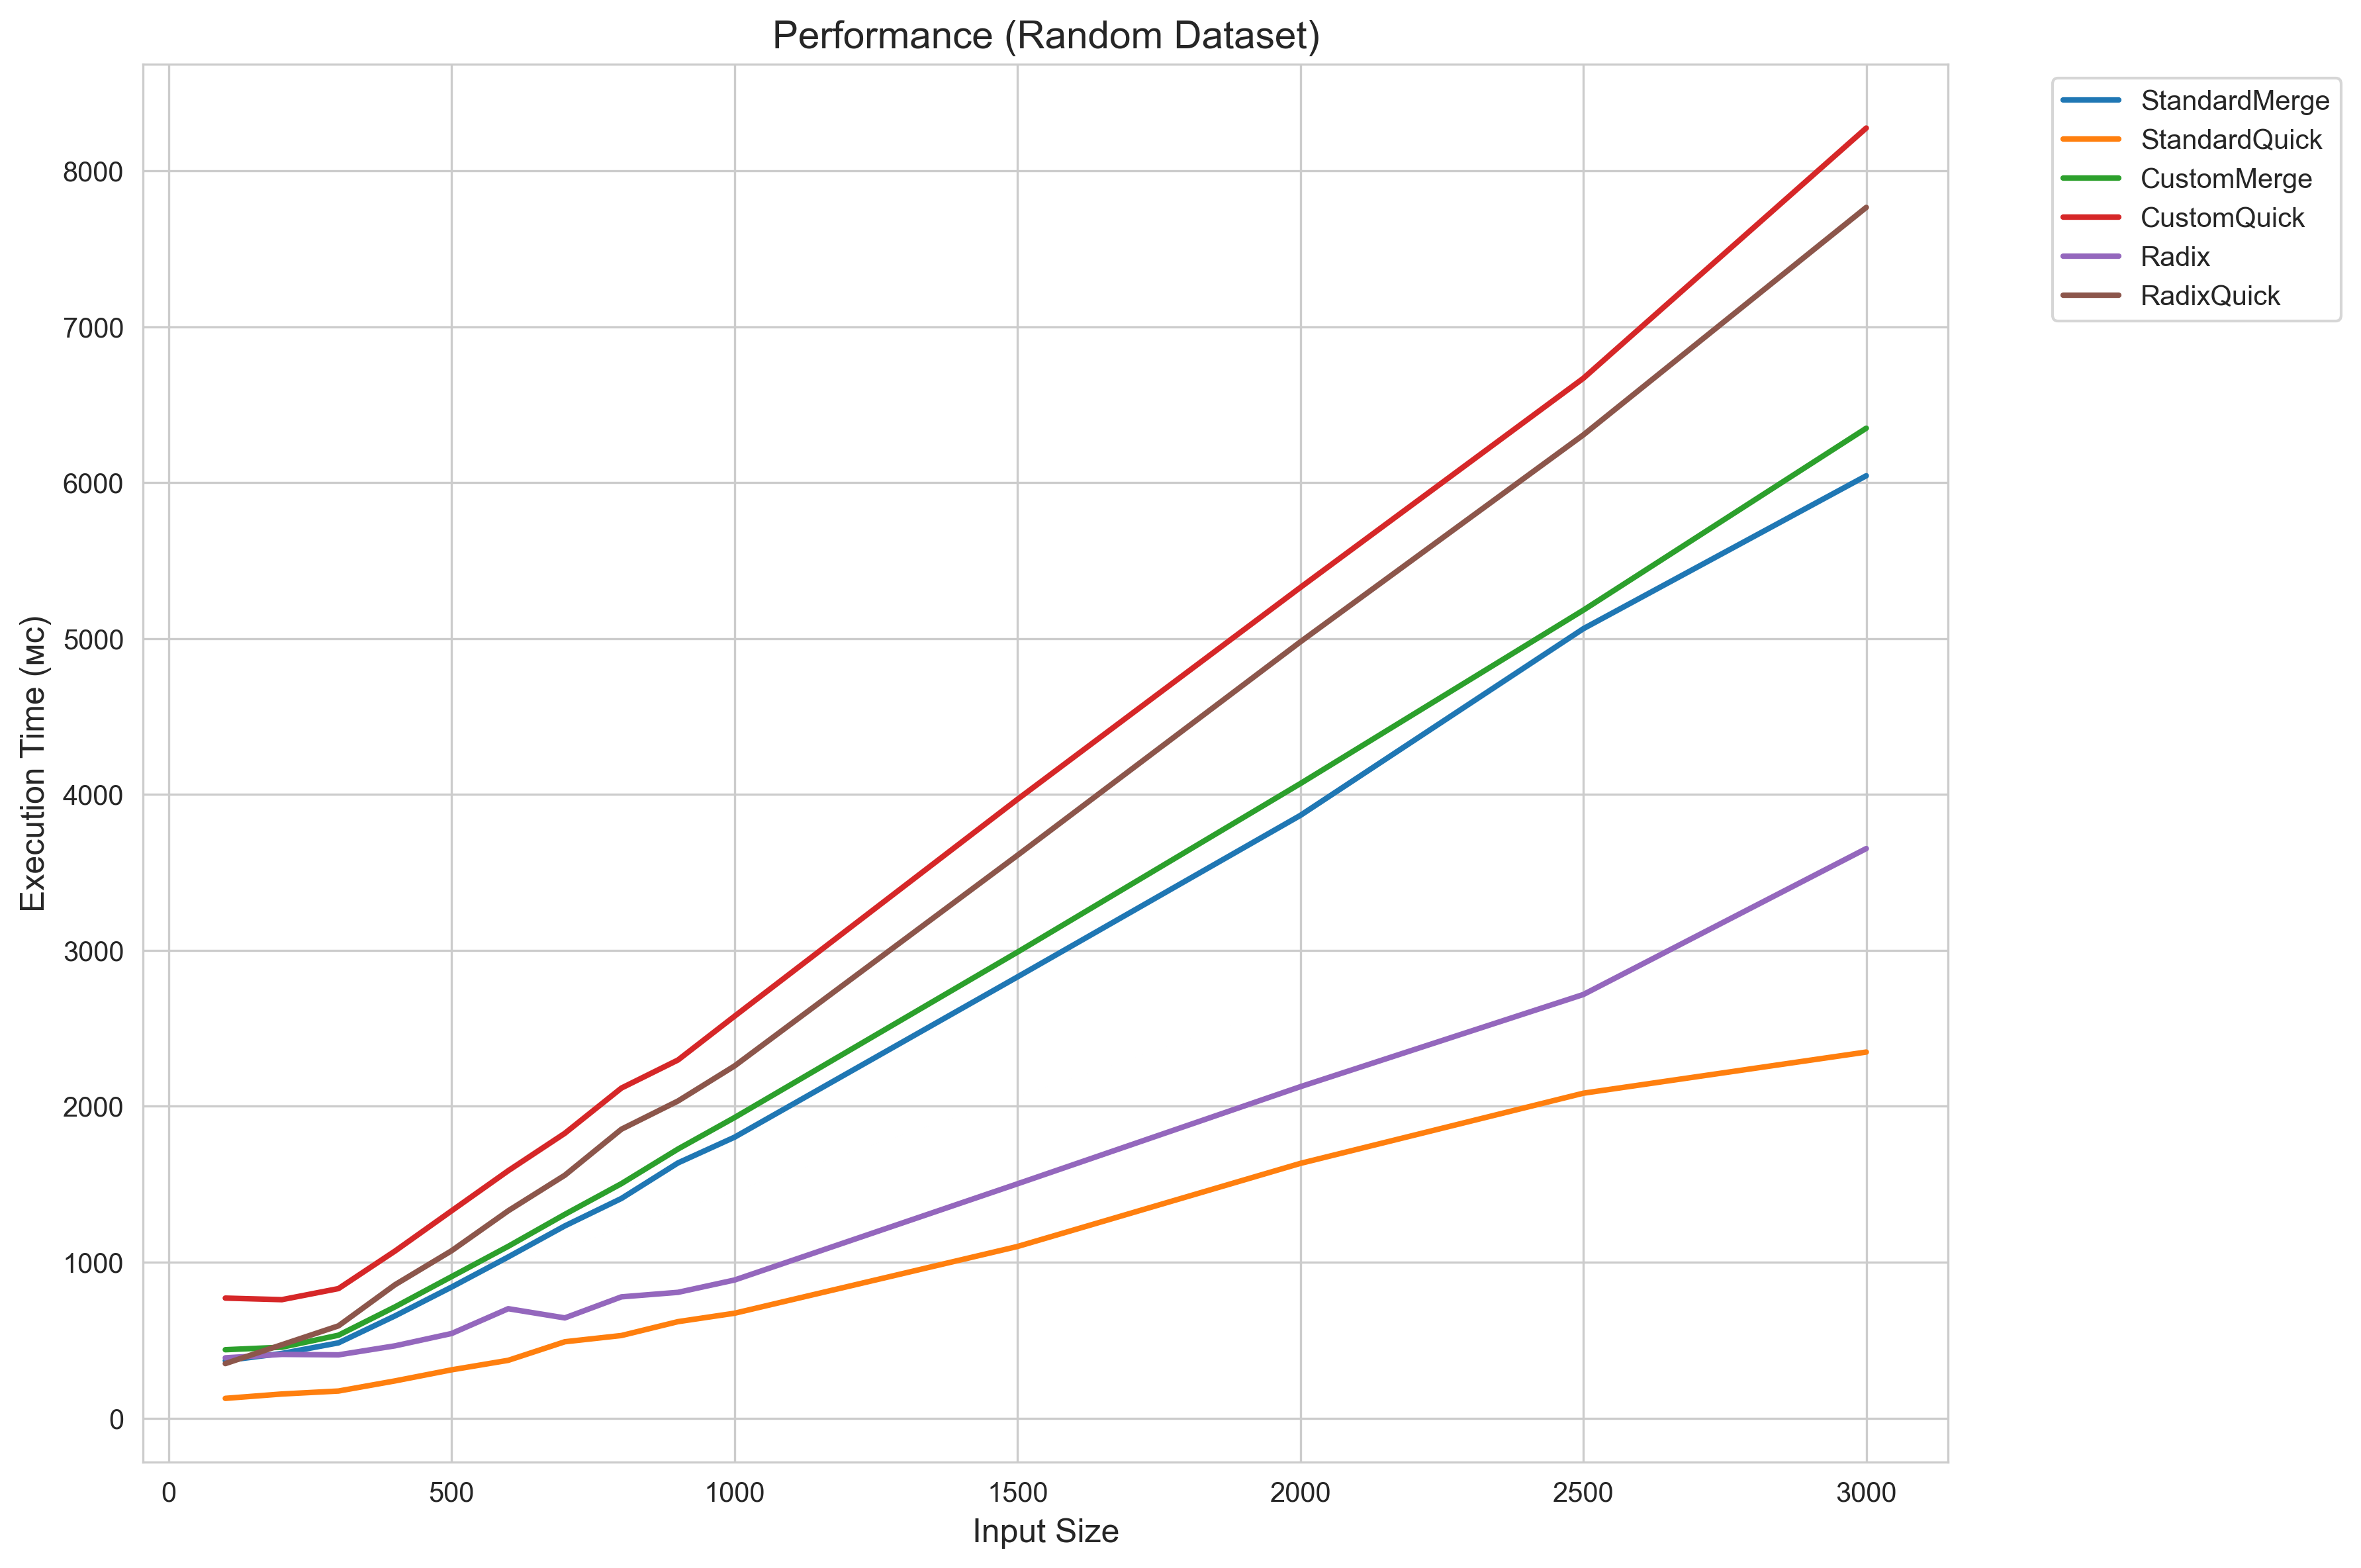 Performance (Random Dataset)
StandardMerge
StandardQuick
CustomMerge
CustomQuick
Radix
RadixQuick
Execution Time (мс)
8000
7000
6000
5000
4000
3000
2000
1000
0
0 500 1000 1500 2000 2500 3000
Input Size